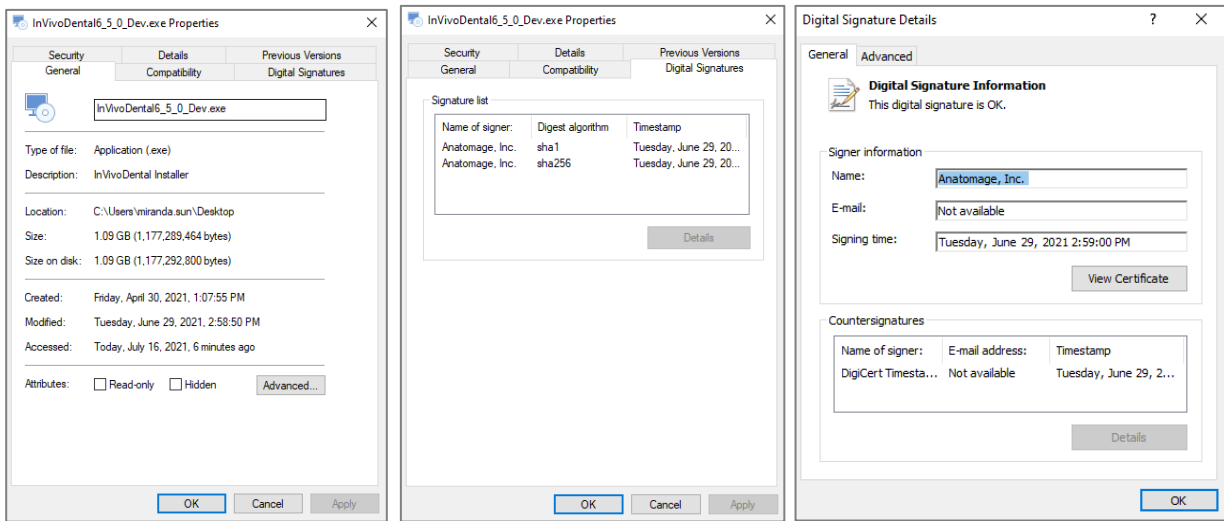 InVivoDental6_5_0_Dev.exe Properties
Security Details Previous Versions
General Compatibility Digital Signatures
InVivoDental6_5_0_Dev.exe
Type of file: Application (.exe)
Description: InVivoDental Installer
Location: C:\Users\miranda.sun\Desktop
Size: 1.09 GB (1,177,289,464 bytes)
Size on disk: 1.09 GB (1,177,292,800 bytes)
Created: Friday, April 30, 2021, 1:07:55 PM
Modified: Tuesday, June 29, 2021, 2:58:50 PM
Accessed: Today, July 16, 2021, 6 minutes ago
Attributes: Read-only Hidden Advanced...
OK Cancel Apply
InVivoDental6_5_0_Dev.exe Properties
Security Details Previous Versions
General Compatibility Digital Signatures
Signature list
Name of signer: Digest algorithm Timestamp
Anatomage, Inc. sha1 Tuesday, June 29, 20...
Anatomage, Inc. sha256 Tuesday, June 29, 20...
Details
OK Cancel Apply
Digital Signature Details
General Advanced
Digital Signature Information
This digital signature is OK.
Signer information
Name: Anatomage, Inc.
E-mail: Not available
Signing time: Tuesday, June 29, 2021 2:59:00 PM
View Certificate
Countersignatures
Name of signer: E-mail address: Timestamp
DigiCert Timesta... Not available Tuesday, June 29, 2...
Details
OK